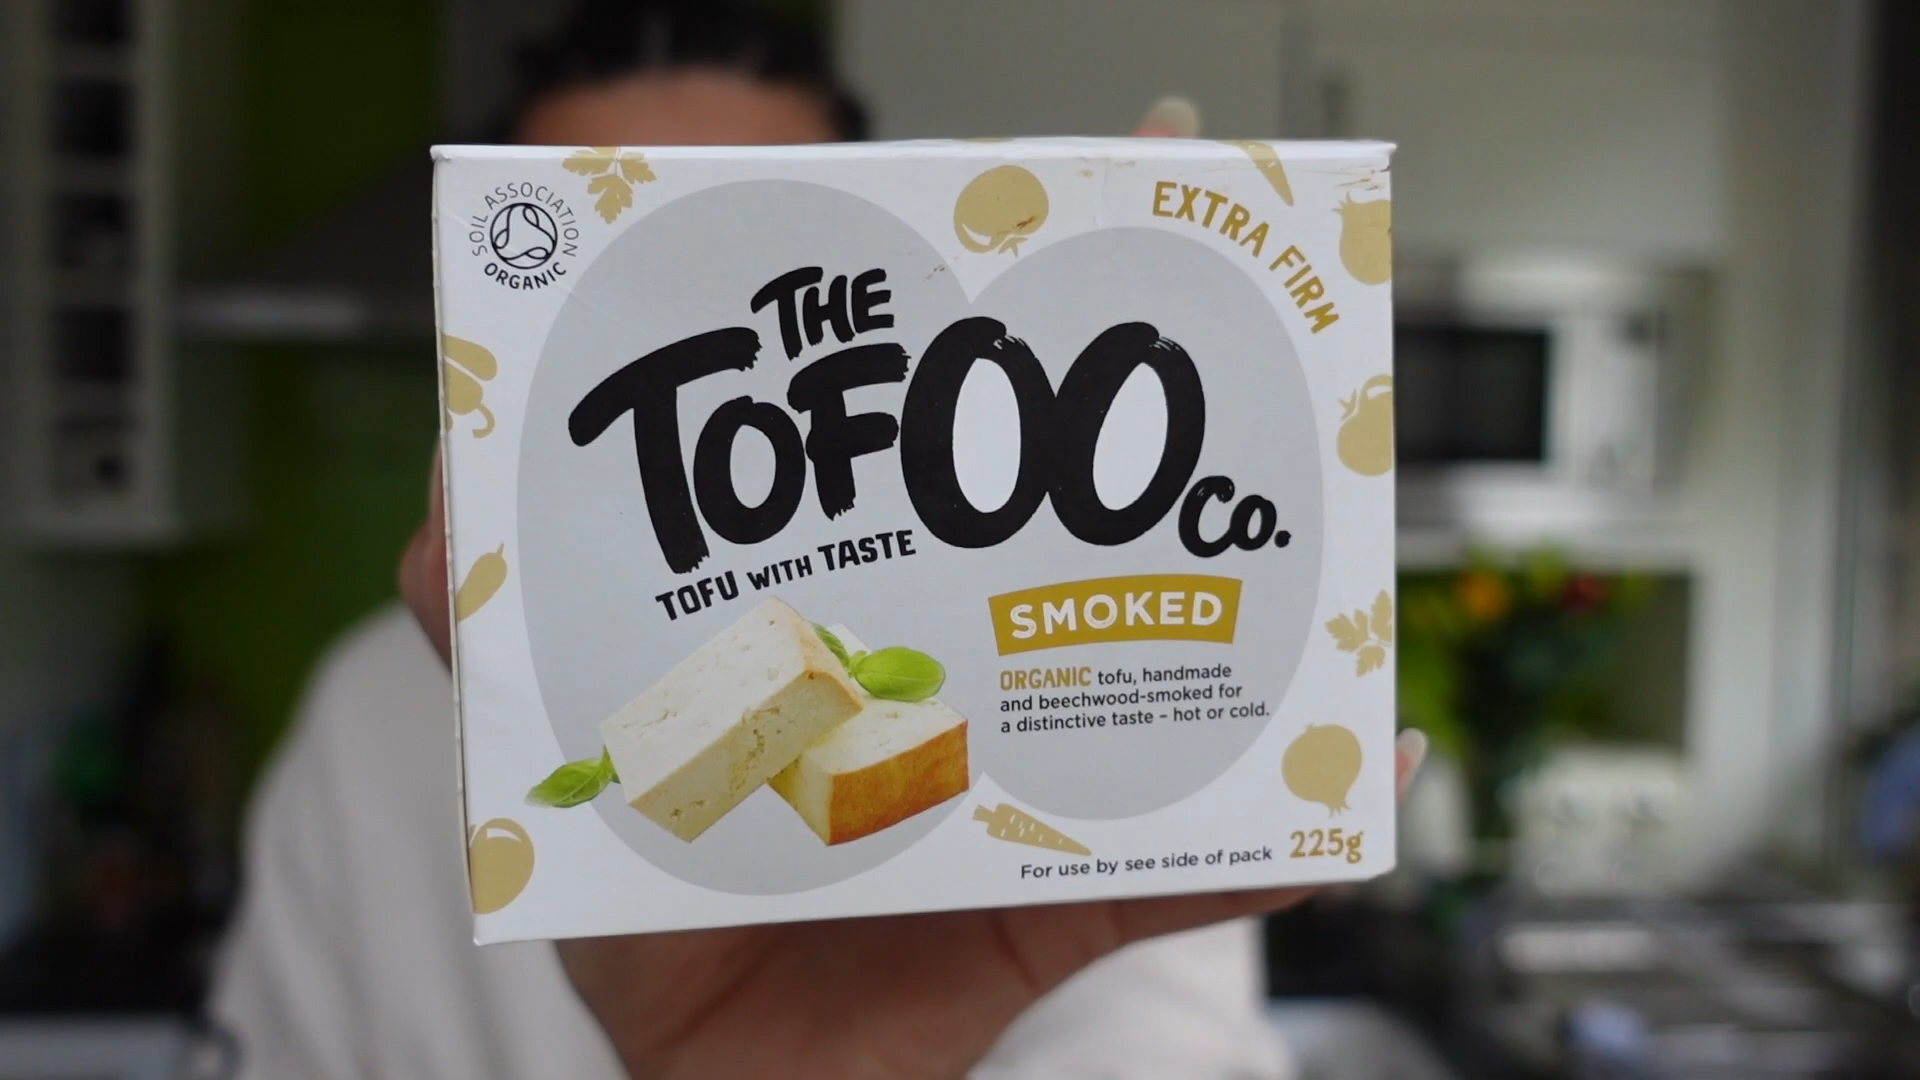 SOIL ASSOCIATION
ORGANIC
EXTRA FIRM
THE
TOFOO
Co.
TOFU WITH TASTE
SMOKED
ORGANIC tofu, handmade
and beechwood-smoked for
a distinctive taste – hot or cold.
For use by see side of pack 225g